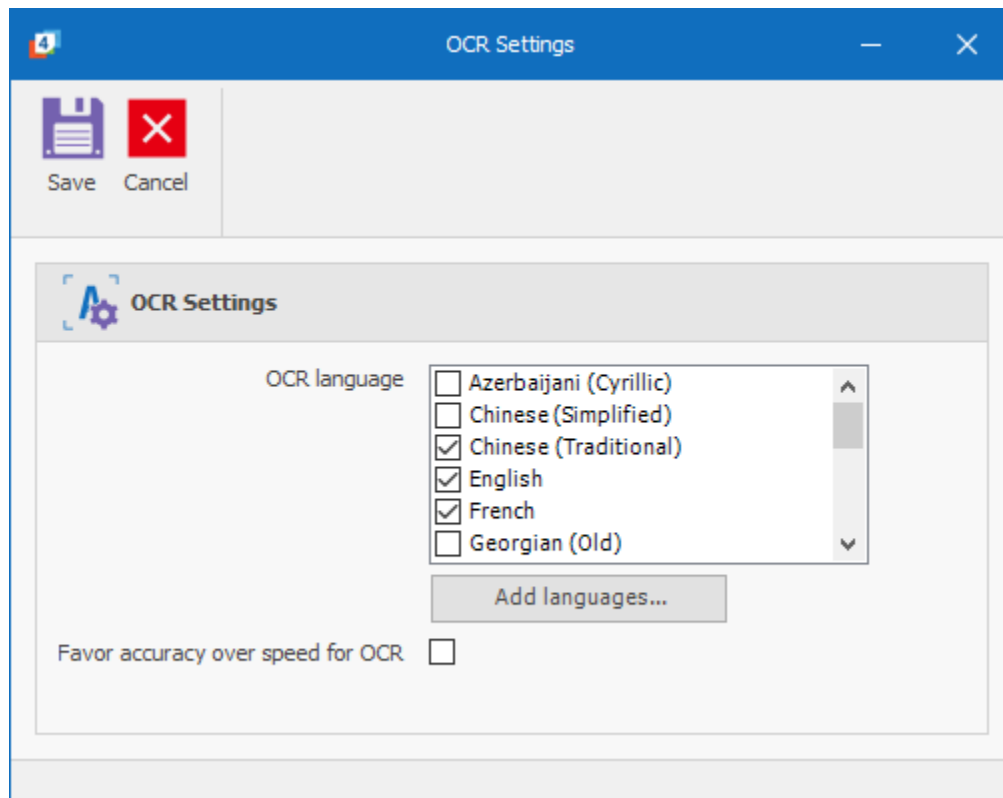 4
OCR Settings
Save Cancel
OCR Settings
OCR language
Azerbaijani (Cyrillic)
Chinese (Simplified)
Chinese (Traditional)
English
French
Georgian (Old)
Add languages...
Favor accuracy over speed for OCR